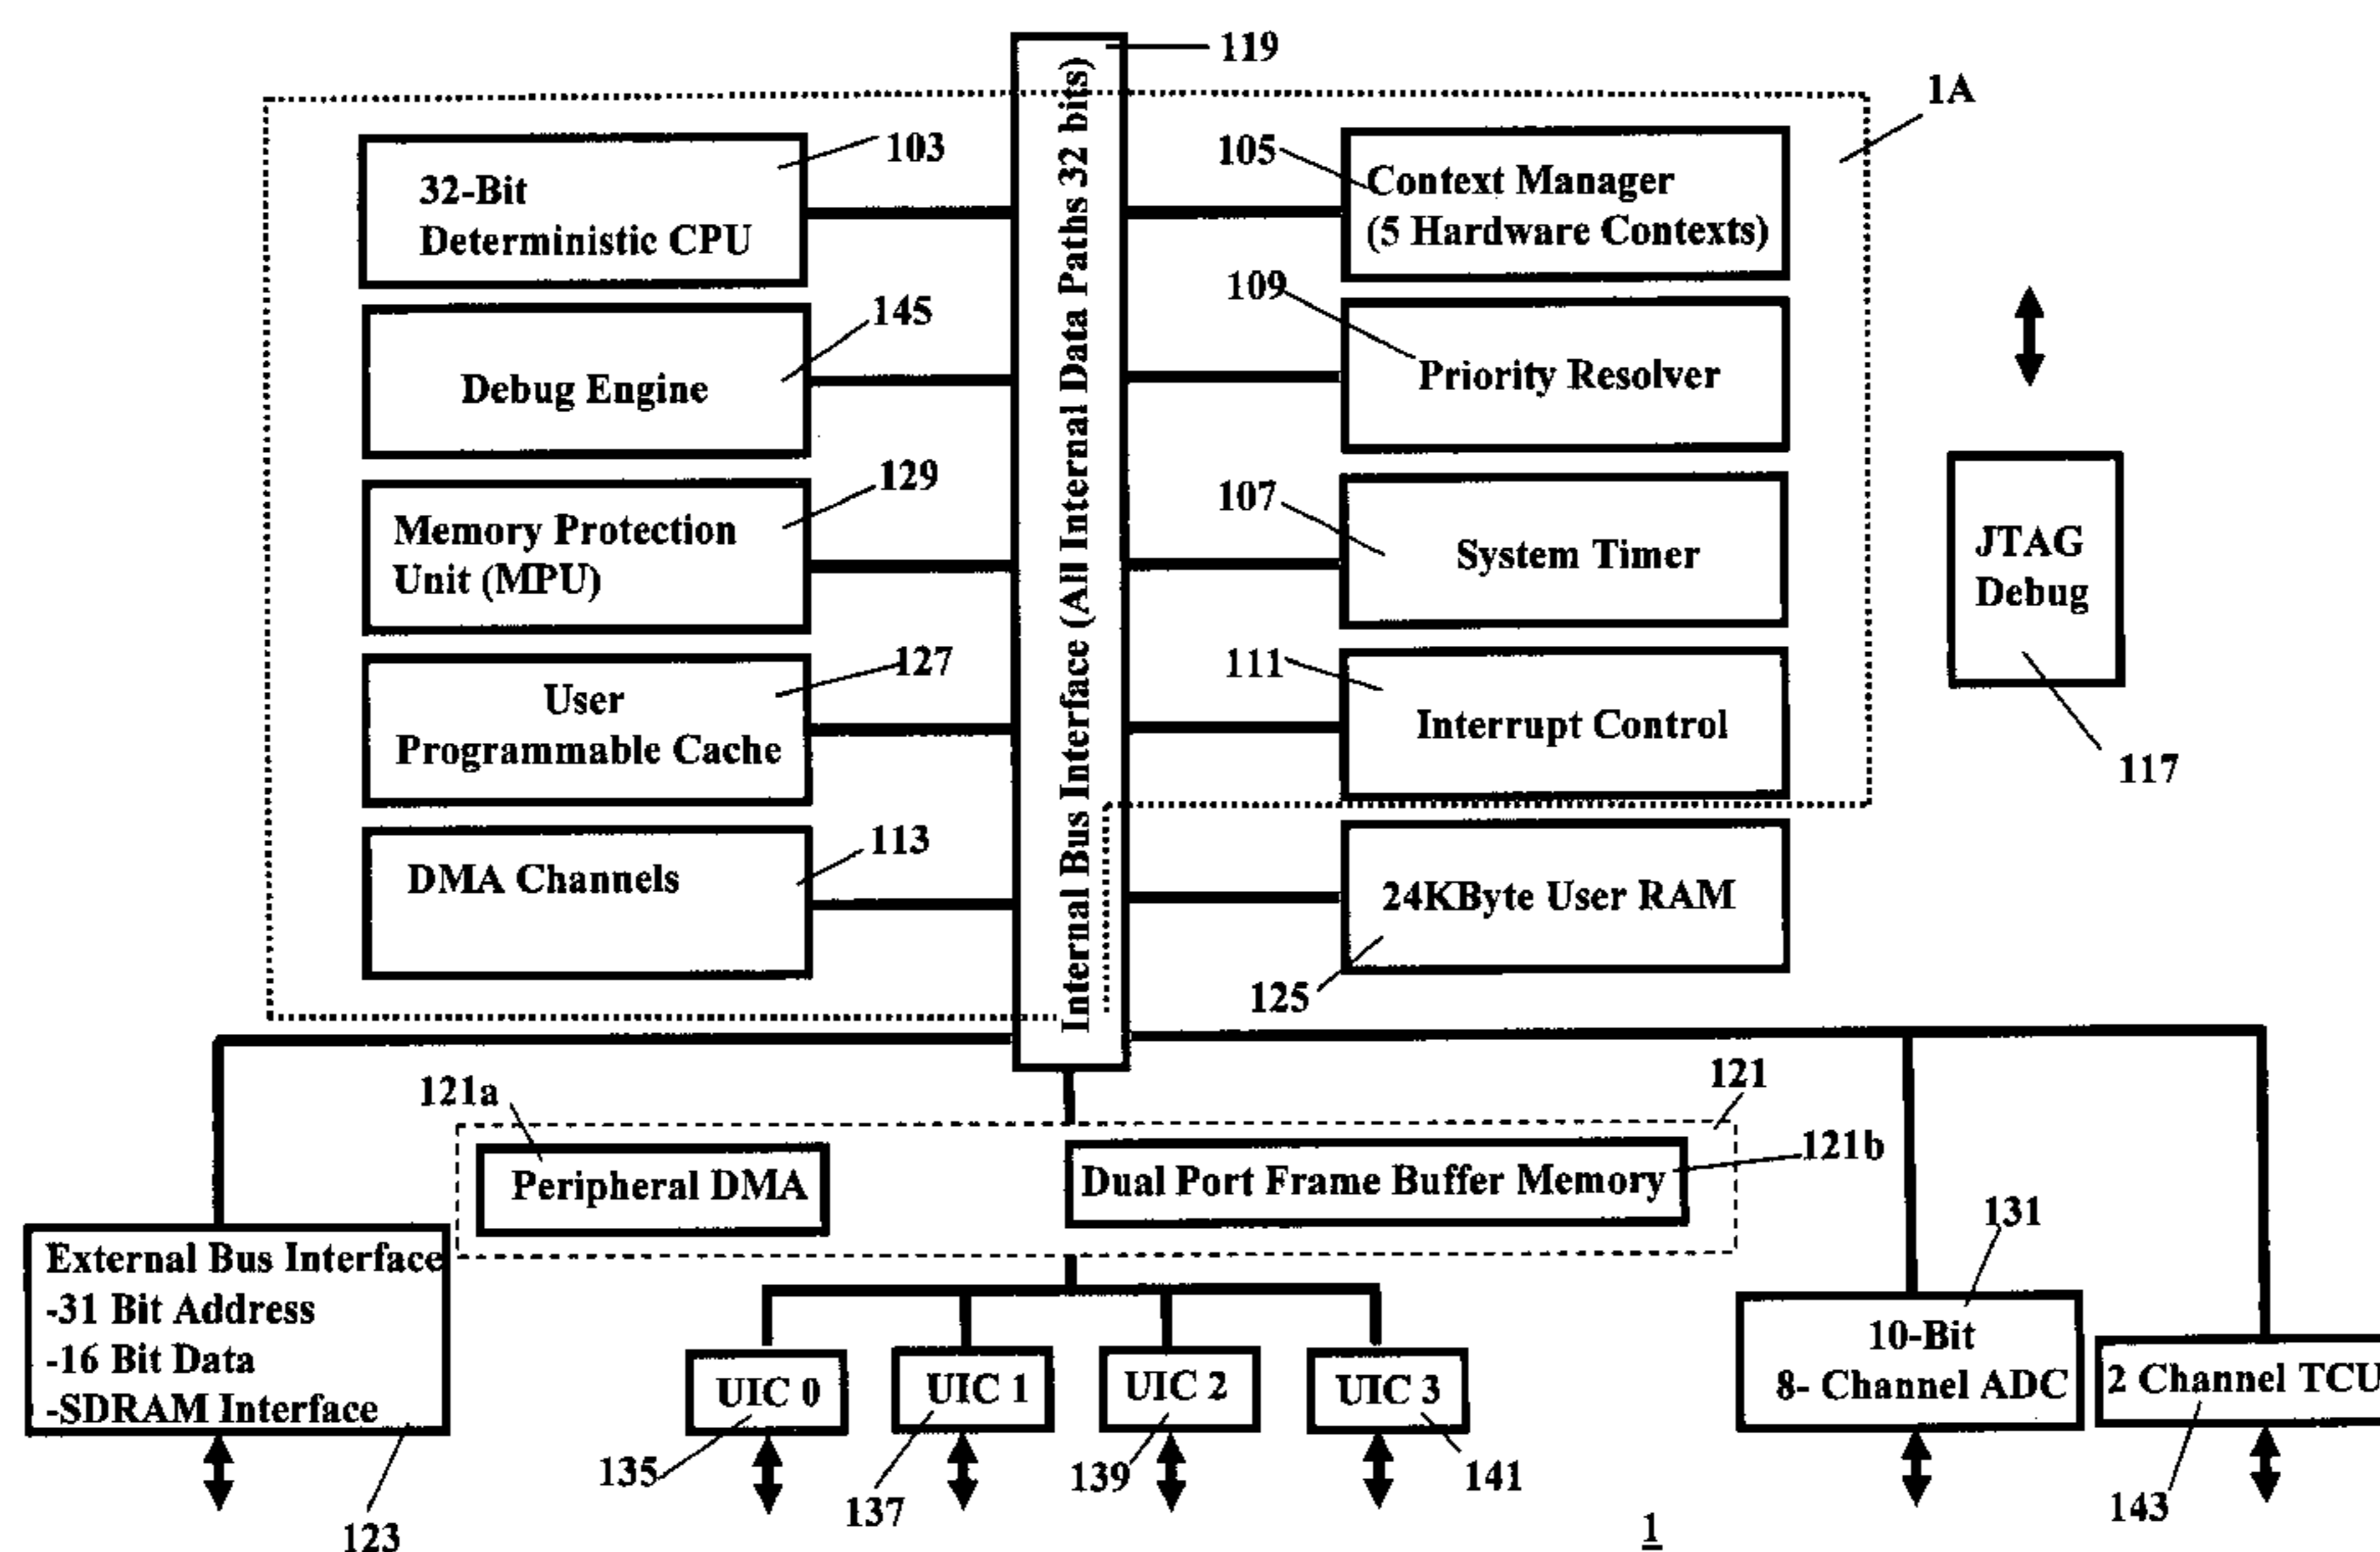 119
1A
103
32-Bit
Deterministic CPU
105
Context Manager
(5 Hardware Contexts)
145
Debug Engine
109
Priority Resolver
129
Memory Protection
Unit (MPU)
107
System Timer
JTAG
Debug
117
127
User
Programmable Cache
111
Interrupt Control
113
DMA Channels
24KByte User RAM
125
Internal Bus Interface (All Internal Data Paths 32 bits)
121a
121
Peripheral DMA
Dual Port Frame Buffer Memory
121b
External Bus Interface
-31 Bit Address
-16 Bit Data
-SDRAM Interface
123
UIC 0
UIC 1
UIC 2
UIC 3
135
137
139
141
131
10-Bit
8- Channel ADC
2 Channel TCU
143
1